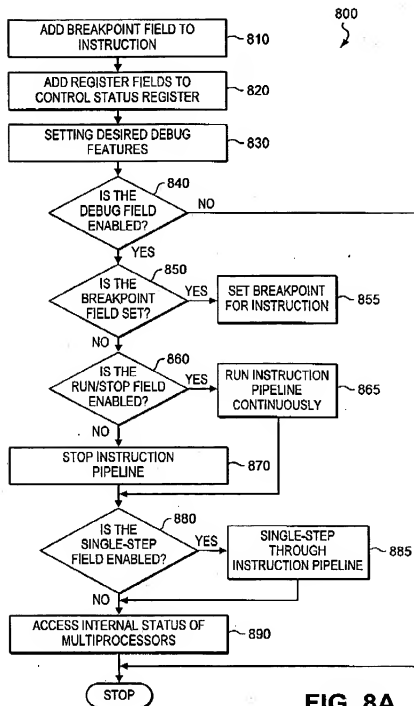 800
ADD BREAKPOINT FIELD TO
INSTRUCTION
810
ADD REGISTER FIELDS TO
CONTROL STATUS REGISTER
820
SETTING DESIRED DEBUG
FEATURES
830
840
IS THE
DEBUG FIELD
ENABLED?
NO
YES
850
IS THE
BREAKPOINT
FIELD SET?
YES
SET BREAKPOINT
FOR INSTRUCTION
855
NO
860
IS THE
RUN/STOP FIELD
ENABLED?
YES
RUN INSTRUCTION
PIPELINE
CONTINUOUSLY
865
NO
STOP INSTRUCTION
PIPELINE
870
880
IS THE
SINGLE-STEP
FIELD ENABLED?
YES
SINGLE-STEP
THROUGH
INSTRUCTION PIPELINE
885
NO
ACCESS INTERNAL STATUS OF
MULTIPROCESSORS
890
STOP
FIG. 8A